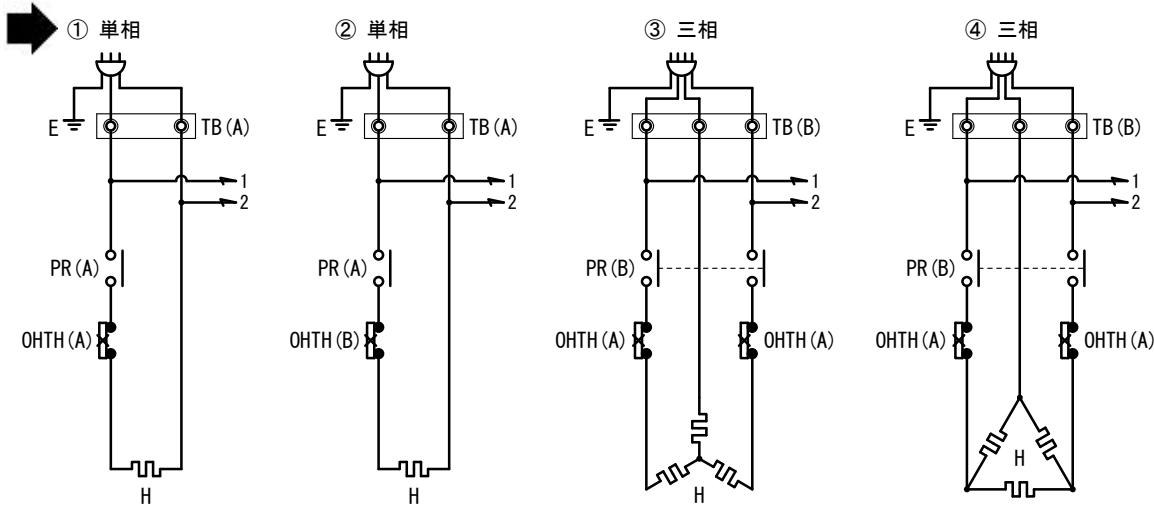 ① 単相
E
TB(A)
1
2
PR(A)
OHTH(A)
H
② 単相
E
TB(A)
1
2
PR(A)
OHTH(B)
H
③ 三相
E
TB(B)
1
2
PR(B)
OHTH(A)
OHTH(A)
H
④ 三相
E
TB(B)
1
2
PR(B)
OHTH(A)
OHTH(A)
H